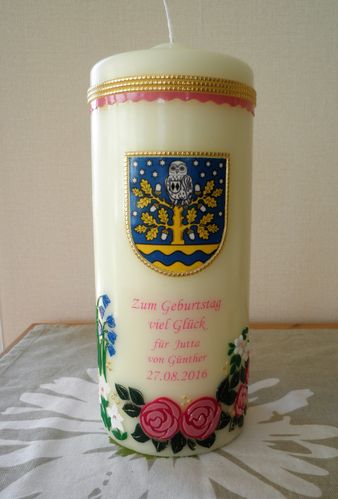 Zum Geburtstag
viel Glück
für Jutta
von Günther
27.08.2016